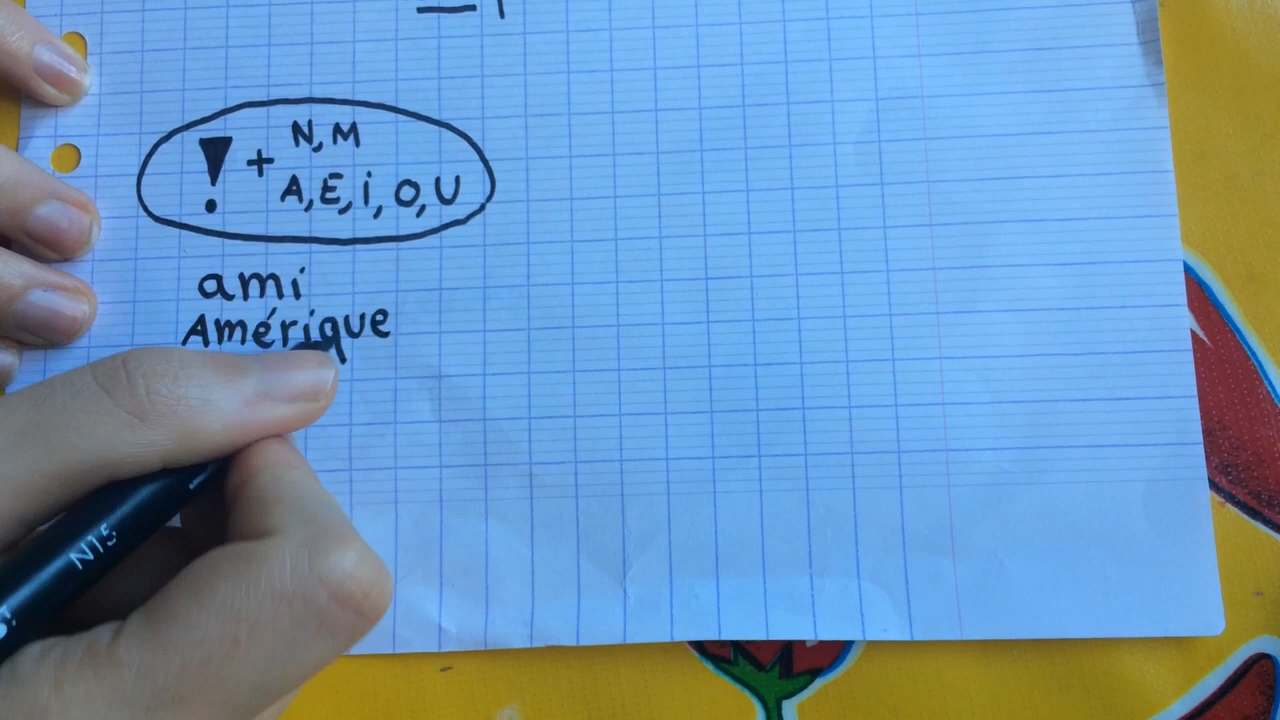 ! + N, M
A, E, i, O, U
ami
Amérique
N15